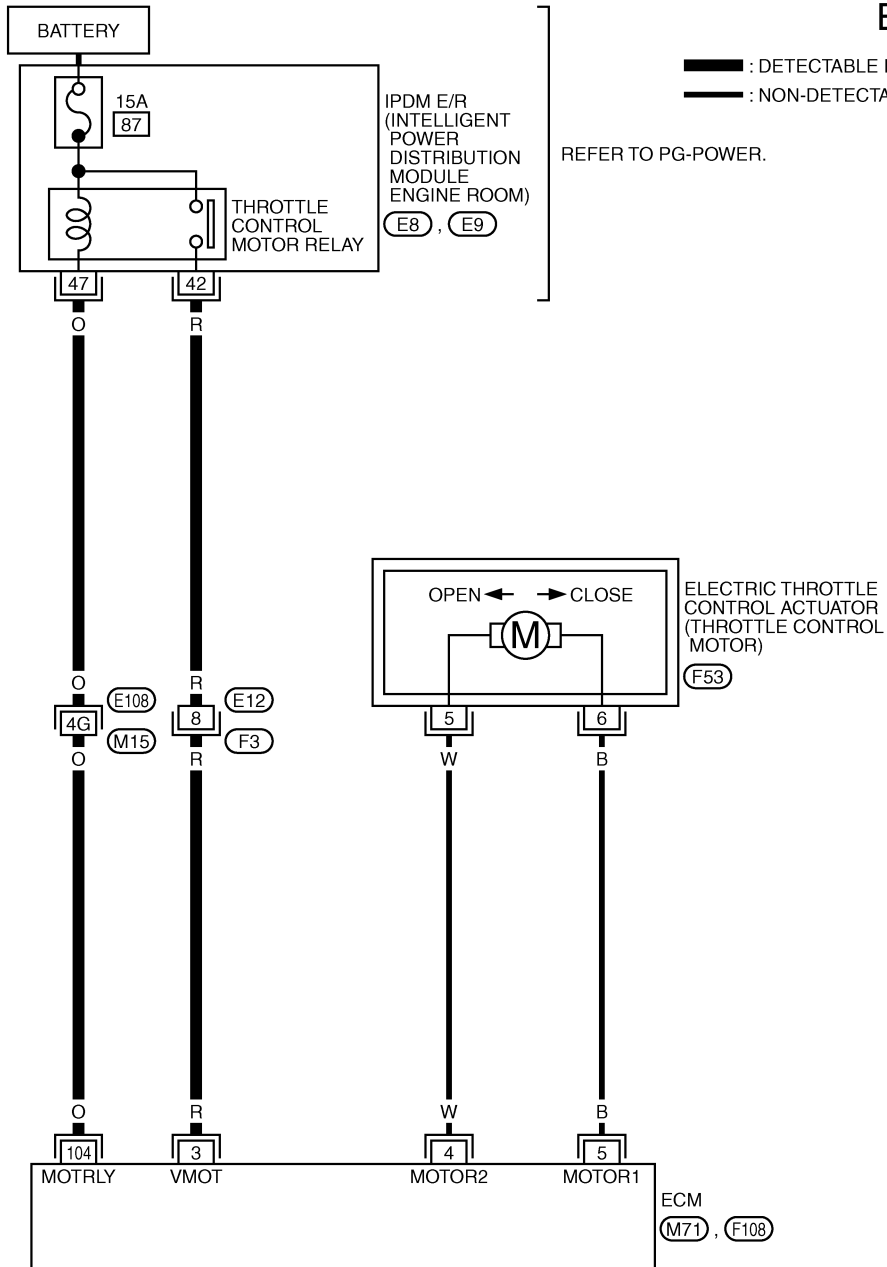 BATTERY
: DETECTABLE
: NON-DETECTA
15A
87
IPDM E/R
(INTELLIGENT
POWER
DISTRIBUTION
MODULE
ENGINE ROOM)
E8 , E9
REFER TO PG-POWER.
THROTTLE
CONTROL
MOTOR RELAY
47 42
O R
O R
4G E108 8 E12
M15 F3
O R
OPEN CLOSE
M
ELECTRIC THROTTLE
CONTROL ACTUATOR
(THROTTLE CONTROL
MOTOR)
F53
5 6
W B
O R W B
104 3 4 5
MOTRLY VMOT MOTOR2 MOTOR1
ECM
M71 , F108